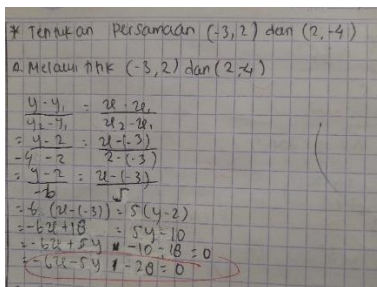 * Tentukan Persamaan (-3,2) dan (2,-4)
A. Melalui titik (-3,2) dan (2,-4)
y-y₁ / y₂-y₁ = x-x₁ / x₂-x₁
= y-2 / -4-2 = x-(-3) / 2-(-3)
= y-2 / -6 = x-(-3) / 5
= -6 (x-(-3)) = 5(y-2)
= -6x+18 = 5y-10
= -6x+5y -10-18 = 0
= -6x-5y -28 = 0